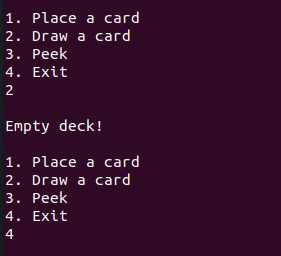 1. Place a card
2. Draw a card
3. Peek
4. Exit
2
Empty deck!
1. Place a card
2. Draw a card
3. Peek
4. Exit
4